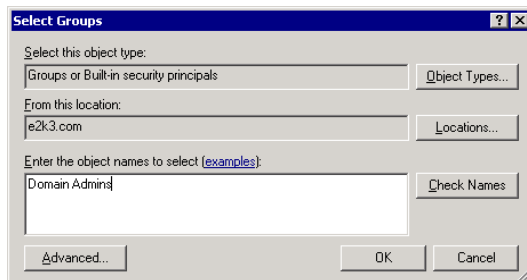 Select Groups
Select this object type:
Groups or Built-in security principals
Object Types...
From this location:
e2k3.com
Locations...
Enter the object names to select (examples):
Domain Admins
Check Names
Advanced...
OK
Cancel